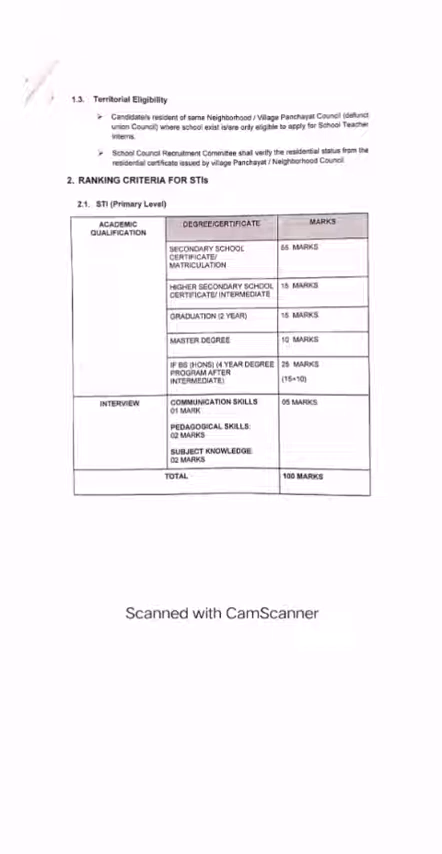 1.3. Territorial Eligibility
➢ Candidate/s resident of same Neighborhood / Village Panchayat Council (defunct
union Council) where school exist is/are only eligible to apply for School Teacher
Interns.
➢ School Council Recruitment Committee shall verify the residential status from the
residential certificate issued by village Panchayat / Neighborhood Council.
2. RANKING CRITERIA FOR STIs
2.1. STI (Primary Level)
ACADEMIC
QUALIFICATION
DEGREE/CERTIFICATE
MARKS
SECONDARY SCHOOL
CERTIFICATE/
MATRICULATION
55 MARKS
HIGHER SECONDARY SCHOOL
CERTIFICATE/ INTERMEDIATE
15 MARKS
GRADUATION (2 YEAR)
15 MARKS
MASTER DEGREE
10 MARKS
IF BS (HONS) (4 YEAR DEGREE
PROGRAM AFTER
INTERMEDIATE)
25 MARKS
(15+10)
INTERVIEW
COMMUNICATION SKILLS
01 MARK
PEDAGOGICAL SKILLS:
02 MARKS
SUBJECT KNOWLEDGE:
02 MARKS
05 MARKS
TOTAL
100 MARKS
Scanned with CamScanner